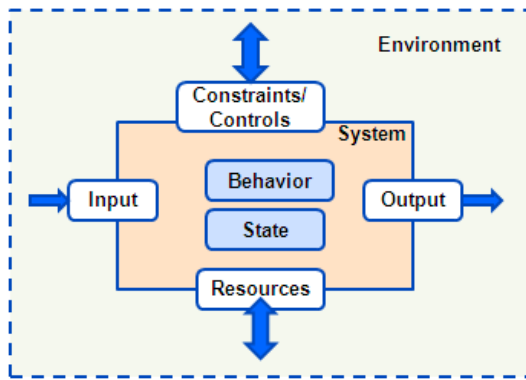 Environment
Constraints/
Controls
System
Behavior
Input
Output
State
Resources